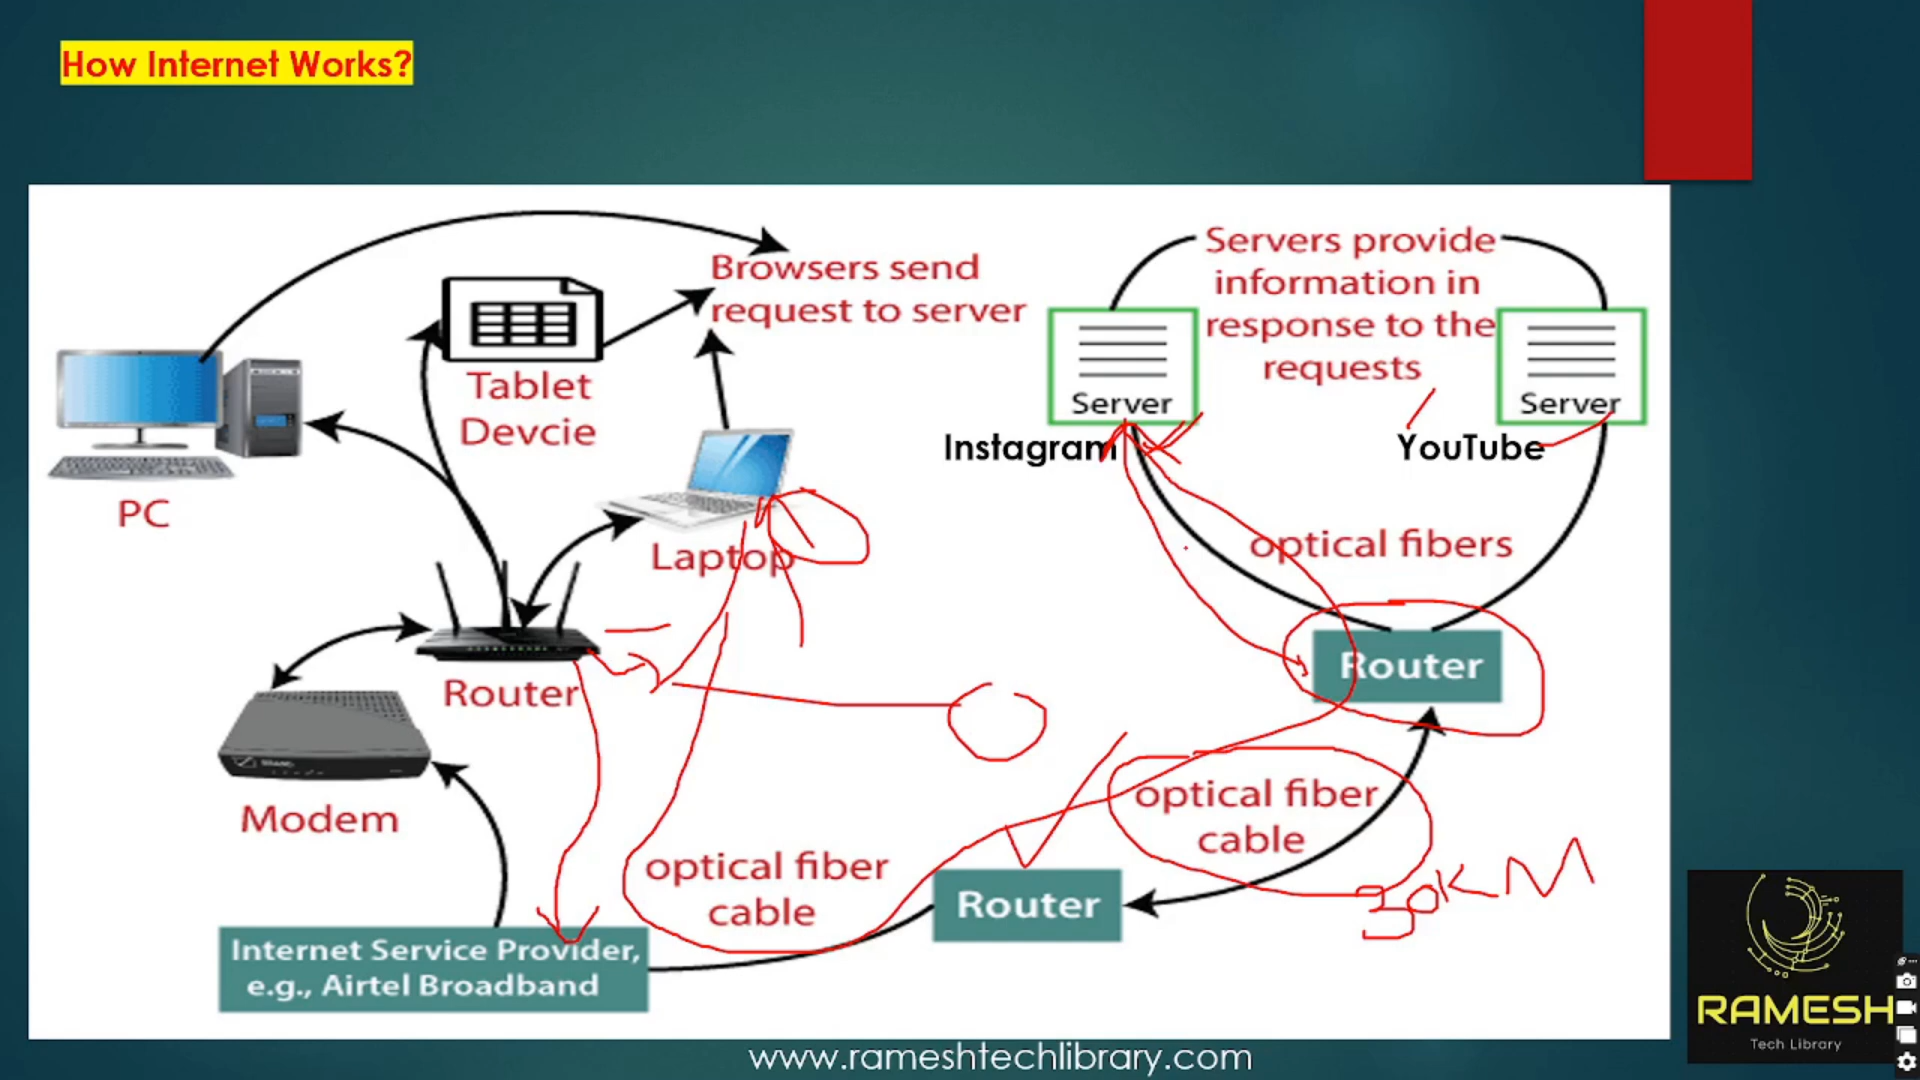 How Internet Works?
Browsers send
request to server
Servers provide
information in
response to the
requests
Tablet
Devcie
Server
Server
Instagram
YouTube
PC
Laptop
optical fibers
Router
Router
Modem
optical fiber
cable
30KM
optical fiber
cable
Router
Internet Service Provider,
e.g., Airtel Broadband
RAMESH
Tech Library
www.rameshtechlibrary.com